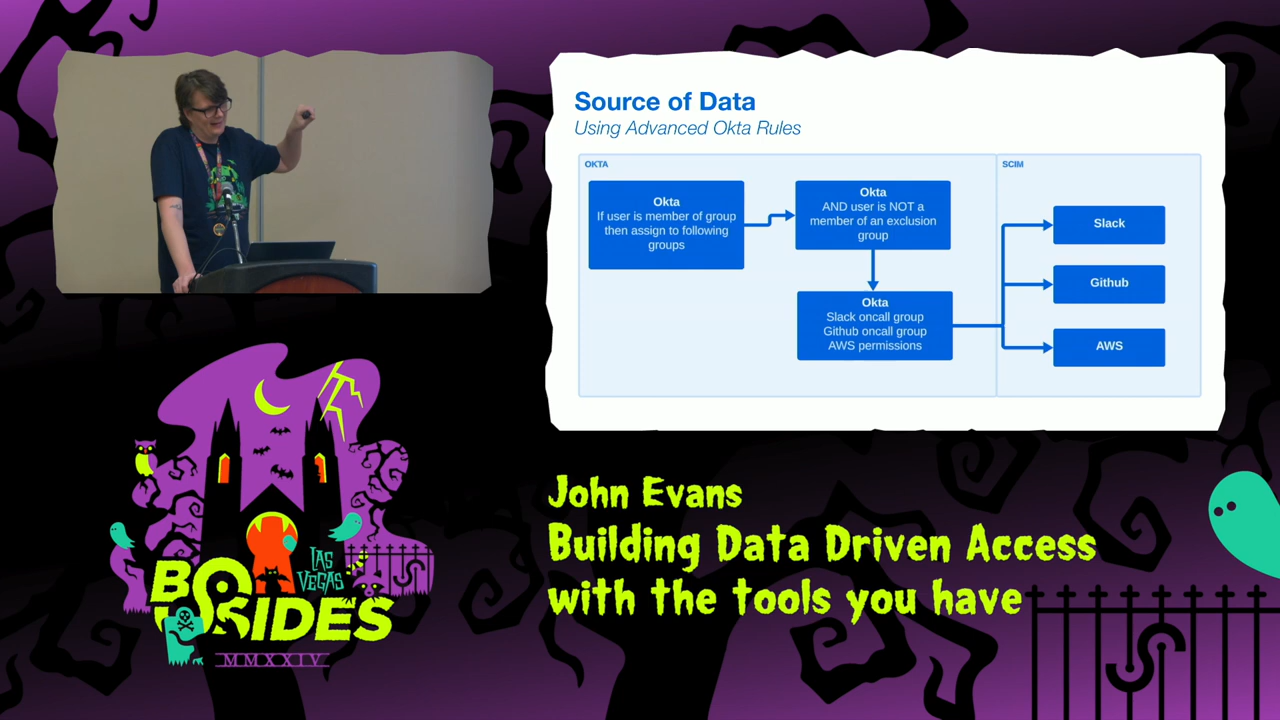 Source of Data
Using Advanced Okta Rules
OKTA
Okta
If user is member of group
then assign to following
groups
Okta
AND user is NOT a
member of an exclusion
group
Okta
Slack oncall group
Github oncall group
AWS permissions
SCIM
Slack
Github
AWS
LAS
VEGAS
BSIDES
MMXXIV
John Evans
Building Data Driven Access
with the tools you have